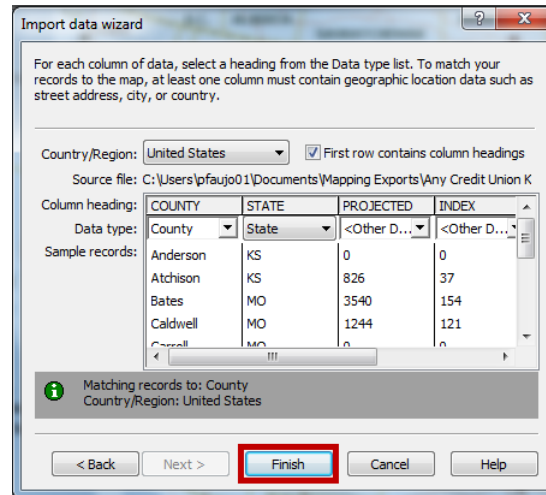 Import data wizard
For each column of data, select a heading from the Data type list. To match your
records to the map, at least one column must contain geographic location data such as
street address, city, or country.
Country/Region: United States First row contains column headings
Source file: C:\Users\pfaujo01\Documents\Mapping Exports\Any Credit Union K
Column heading: COUNTY STATE PROJECTED INDEX
Data type: County State <Other D... <Other D...
Sample records: Anderson KS 0 0
Atchison KS 826 37
Bates MO 3540 154
Caldwell MO 1244 121
Carroll MO 0 0
Matching records to: County
Country/Region: United States
< Back Next > Finish Cancel Help